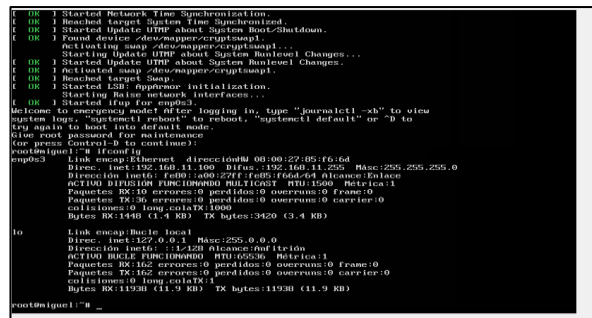 [  OK  ] Started Network Time Synchronization.
[  OK  ] Reached target System Time Synchronized.
[  OK  ] Started Update UTMP about System Boot/Shutdown.
[  OK  ] Found device /dev/mapper/cryptswap1.
Activating swap /dev/mapper/cryptswap1...
Starting Update UTMP about System Runlevel Changes...
[  OK  ] Started Update UTMP about System Runlevel Changes.
[  OK  ] Activated swap /dev/mapper/cryptswap1.
[  OK  ] Reached target Swap.
[  OK  ] Started LSB: AppArmor initialization.
Starting Raise network interfaces...
[  OK  ] Started ifup for enp0s3.
Welcome to emergency mode! After logging in, type "journalctl -xb" to view
system logs, "systemctl reboot" to reboot, "systemctl default" or ^D to
try again to boot into default mode.
Give root password for maintenance
(or press Control-D to continue):
root@miguel:~# ifconfig
enp0s3 Link encap:Ethernet direcciónHW 08:00:27:85:f6:6d
Direc. inet:192.168.11.100 Difus.:192.168.11.255 Másc:255.255.255.0
Dirección inet6: fe80::a00:27ff:fe85:f66d/64 Alcance:Enlace
ACTIVO DIFUSIÓN FUNCIONANDO MULTICAST MTU:1500 Métrica:1
Paquetes RX:10 errores:0 perdidos:0 overruns:0 frame:0
Paquetes TX:36 errores:0 perdidos:0 overruns:0 carrier:0
colisiones:0 long.colaTX:1000
Bytes RX:1448 (1.4 KB) TX bytes:3420 (3.4 KB)
lo Link encap:Bucle local
Direc. inet:127.0.0.1 Másc:255.0.0.0
Dirección inet6: ::1/128 Alcance:Anfitrión
ACTIVO BUCLE FUNCIONANDO MTU:65536 Métrica:1
Paquetes RX:162 errores:0 perdidos:0 overruns:0 frame:0
Paquetes TX:162 errores:0 perdidos:0 overruns:0 carrier:0
colisiones:0 long.colaTX:1
Bytes RX:11938 (11.9 KB) TX bytes:11938 (11.9 KB)
root@miguel:~# _